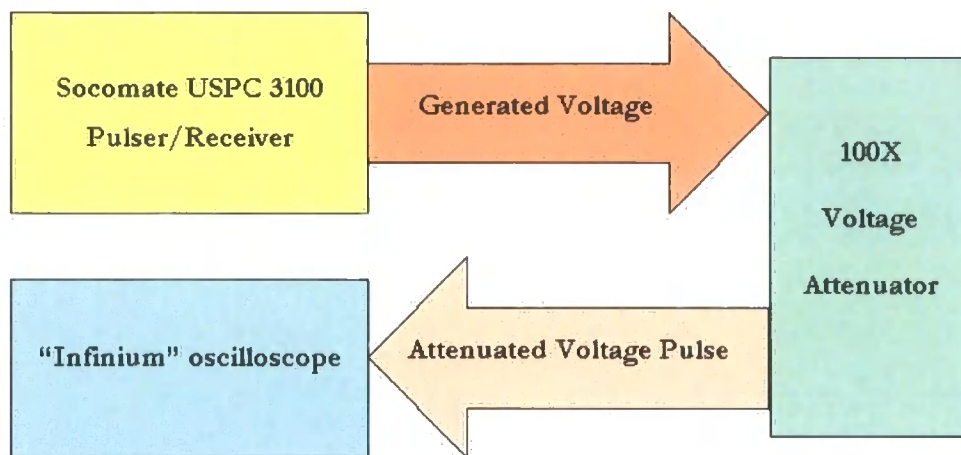 Socomate USPC 3100
Pulser/Receiver
Generated Voltage
100X
Voltage
Attenuator
“Infinium” oscilloscope
Attenuated Voltage Pulse